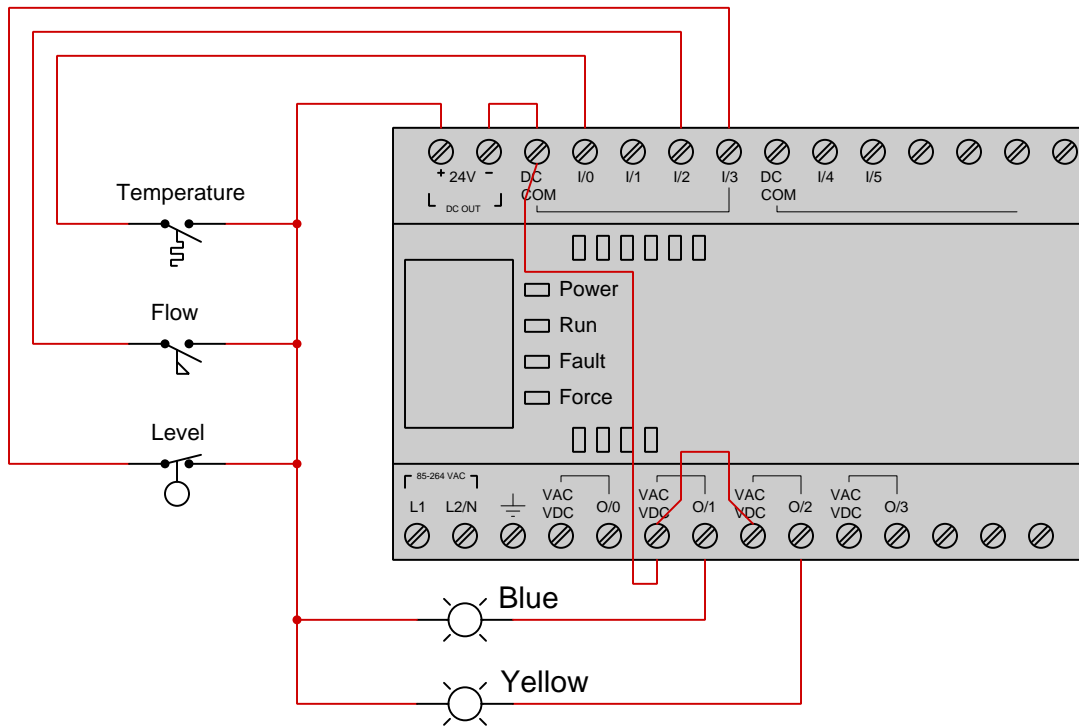 + 24V −
DC OUT
DC
COM
I/0
I/1
I/2
I/3
DC
COM
I/4
I/5
Temperature
Flow
Level
Power
Run
Fault
Force
85-264 VAC
L1
L2/N
VAC
VDC
O/0
VAC
VDC
O/1
VAC
VDC
O/2
VAC
VDC
O/3
Blue
Yellow